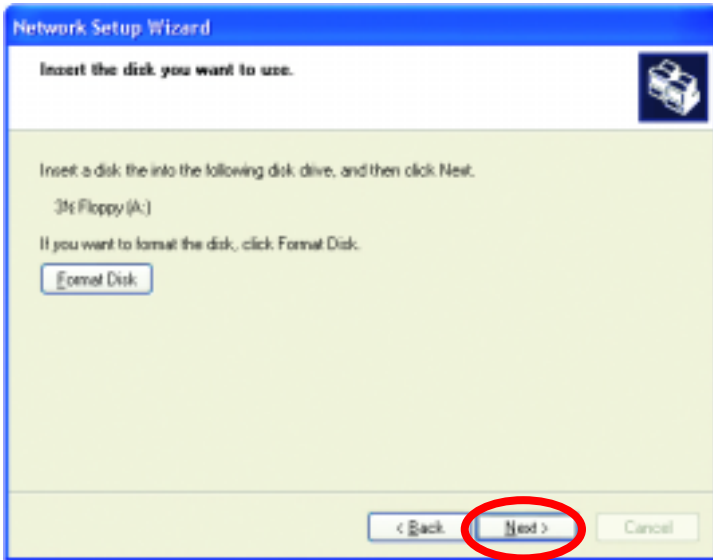 Network Setup Wizard
Insert the disk you want to use.
Insert a disk the into the following disk drive, and then click Next.
3½ Floppy (A:)
If you want to format the disk, click Format Disk.
Format Disk
< Back
Next >
Cancel